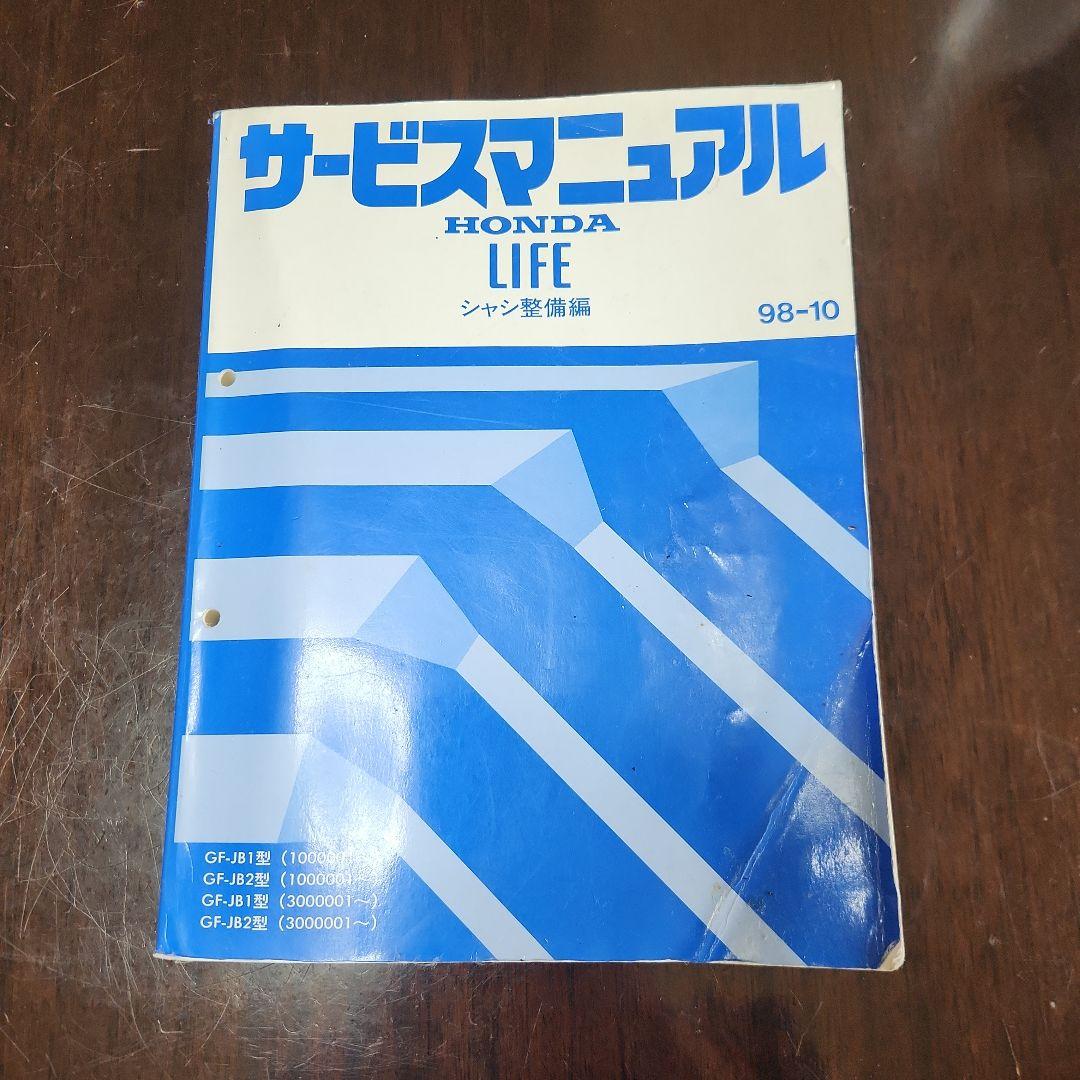 サービスマニュアル
HONDA
LIFE
シャシ整備編
98-10
GF-JB1型 (1000001～)
GF-JB2型 (1000001～)
GF-JB1型 (3000001～)
GF-JB2型 (3000001～)